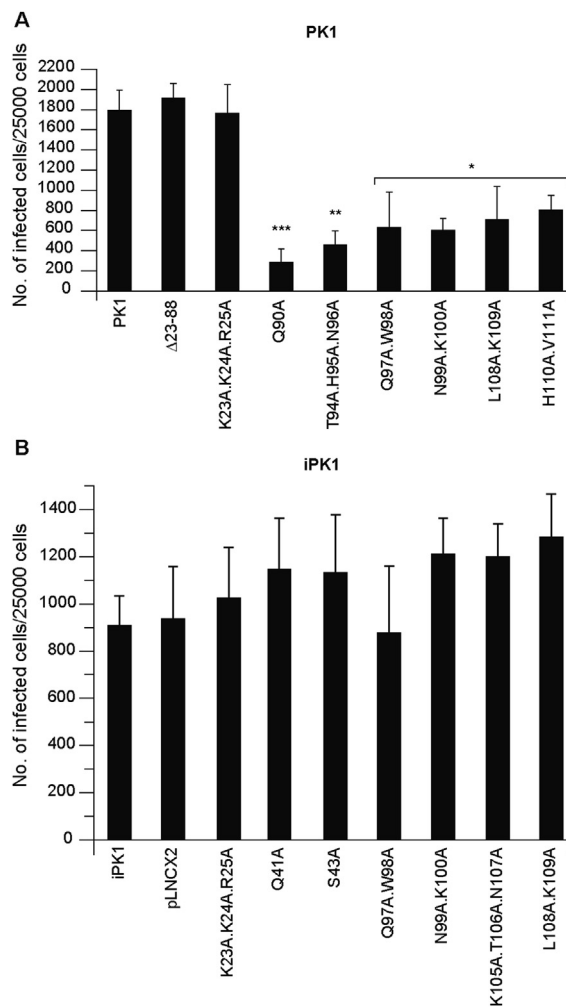 A
PK1
No. of infected cells/25000 cells
2200
2000
1800
1600
1400
1200
1000
800
600
400
200
0
***
**
*
PK1
Δ23-88
K23A.K24A.R25A
Q90A
T94A.H95A.N96A
Q97A.W98A
N99A.K100A
L108A.K109A
H110A.V111A
B
iPK1
No. of infected cells/25000 cells
1400
1200
1000
800
600
400
200
0
iPK1
pLNCX2
K23A.K24A.R25A
Q41A
S43A
Q97A.W98A
N99A.K100A
K105A.T106A.N107A
L108A.K109A